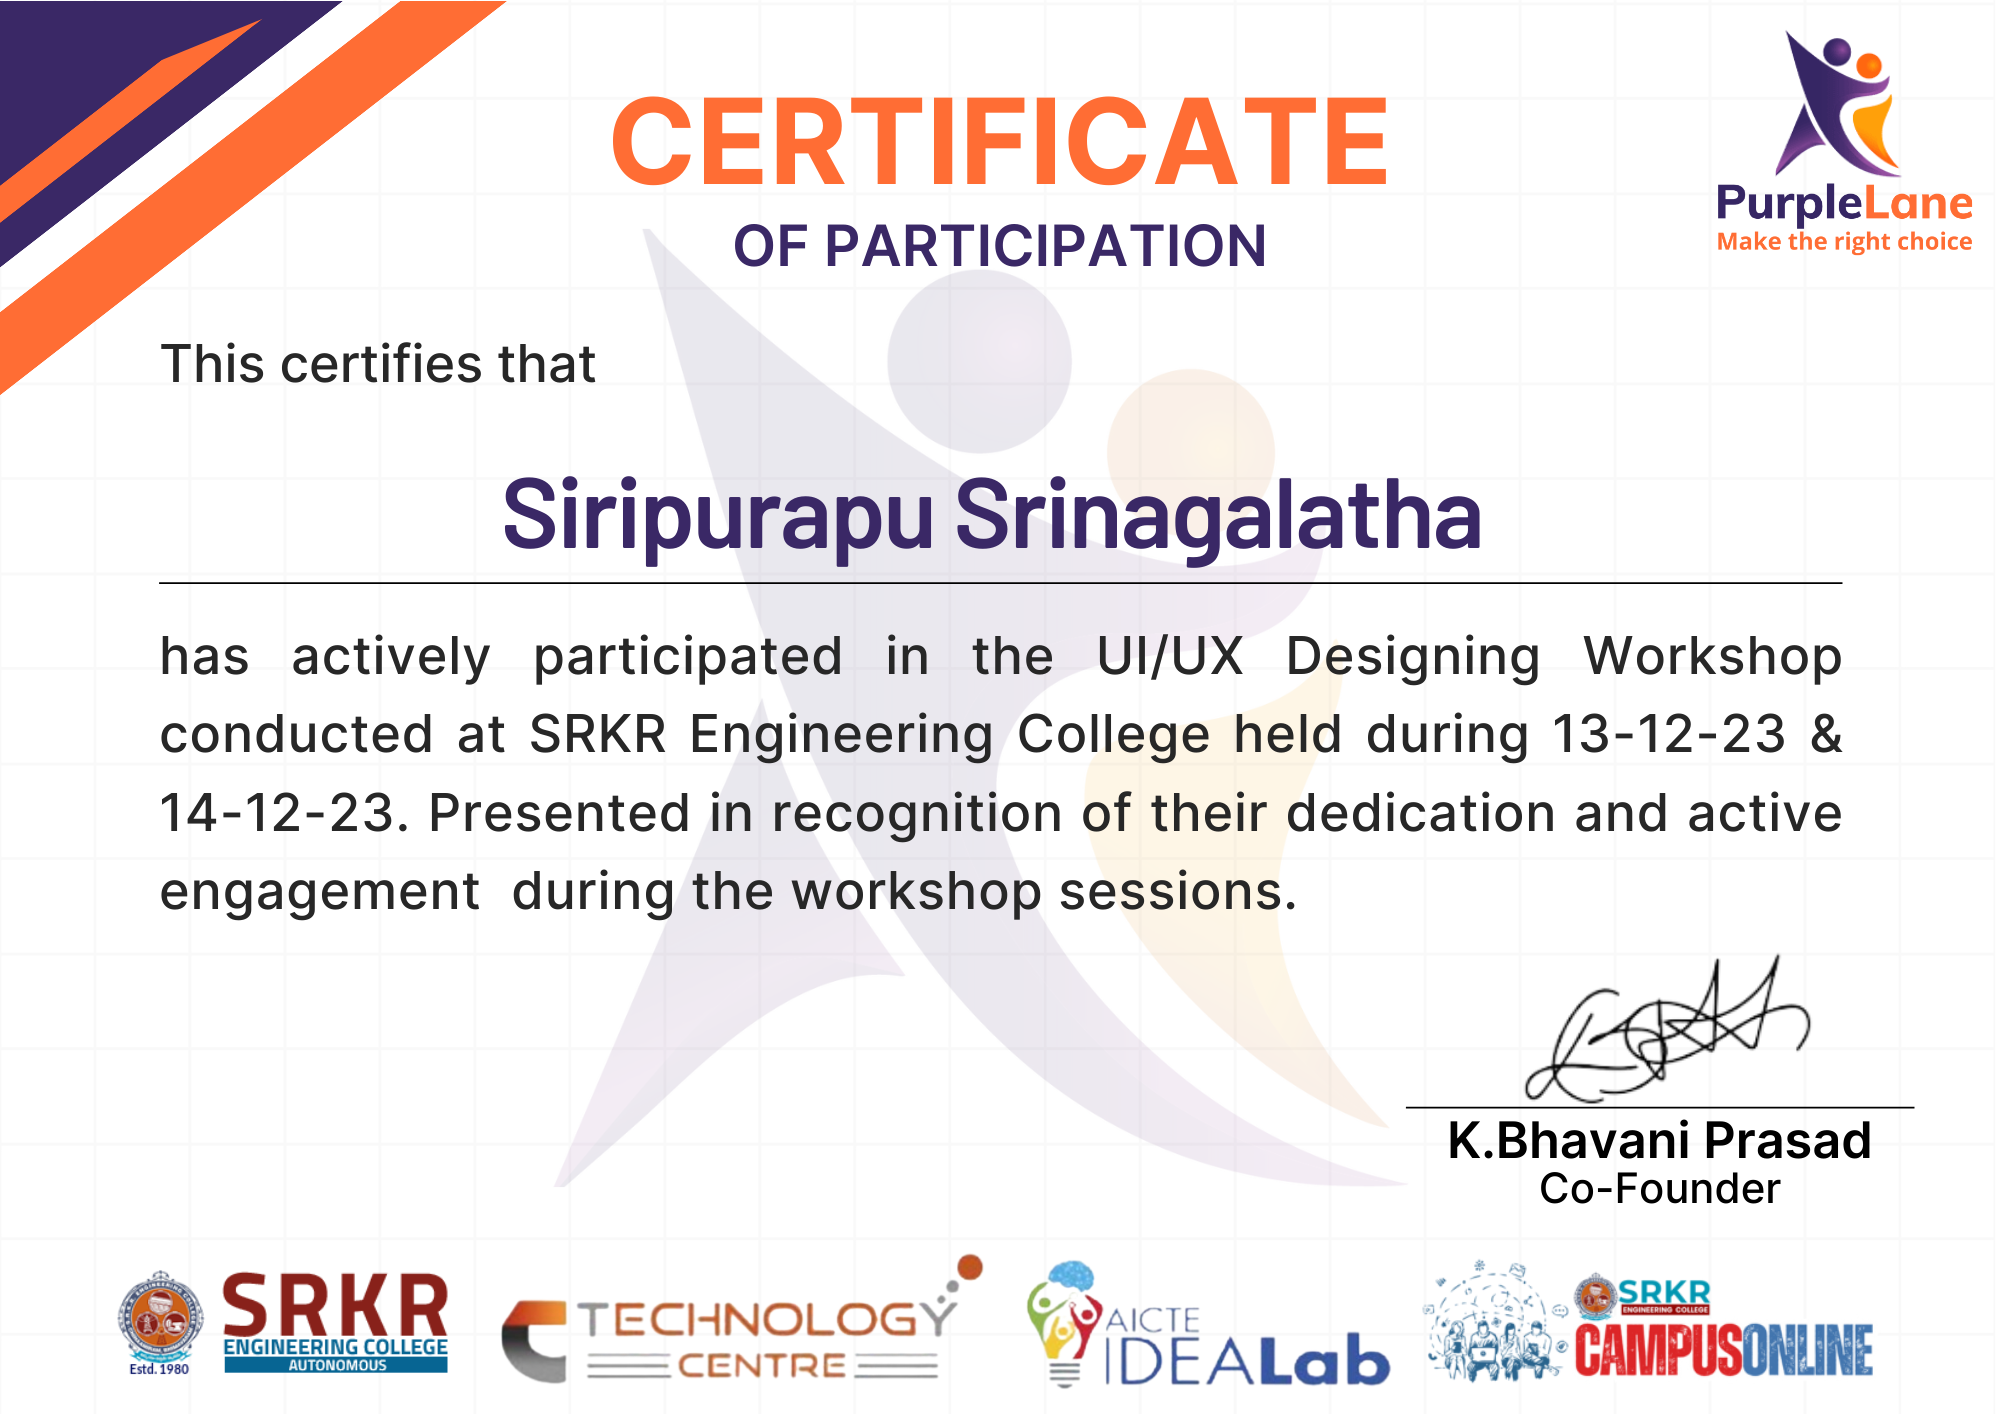 CERTIFICATE
OF PARTICIPATION
PurpleLane
Make the right choice
This certifies that
Siripurapu Srinagalatha
has actively participated in the UI/UX Designing Workshop
conducted at SRKR Engineering College held during 13-12-23 &
14-12-23. Presented in recognition of their dedication and active
engagement during the workshop sessions.
K.Bhavani Prasad
Co-Founder
Estd. 1980
SRKR
ENGINEERING COLLEGE
AUTONOMOUS
TECHNOLOGY
CENTRE
AICTE
IDEALab
SRKR
ENGINEERING COLLEGE
CAMPUSONLINE